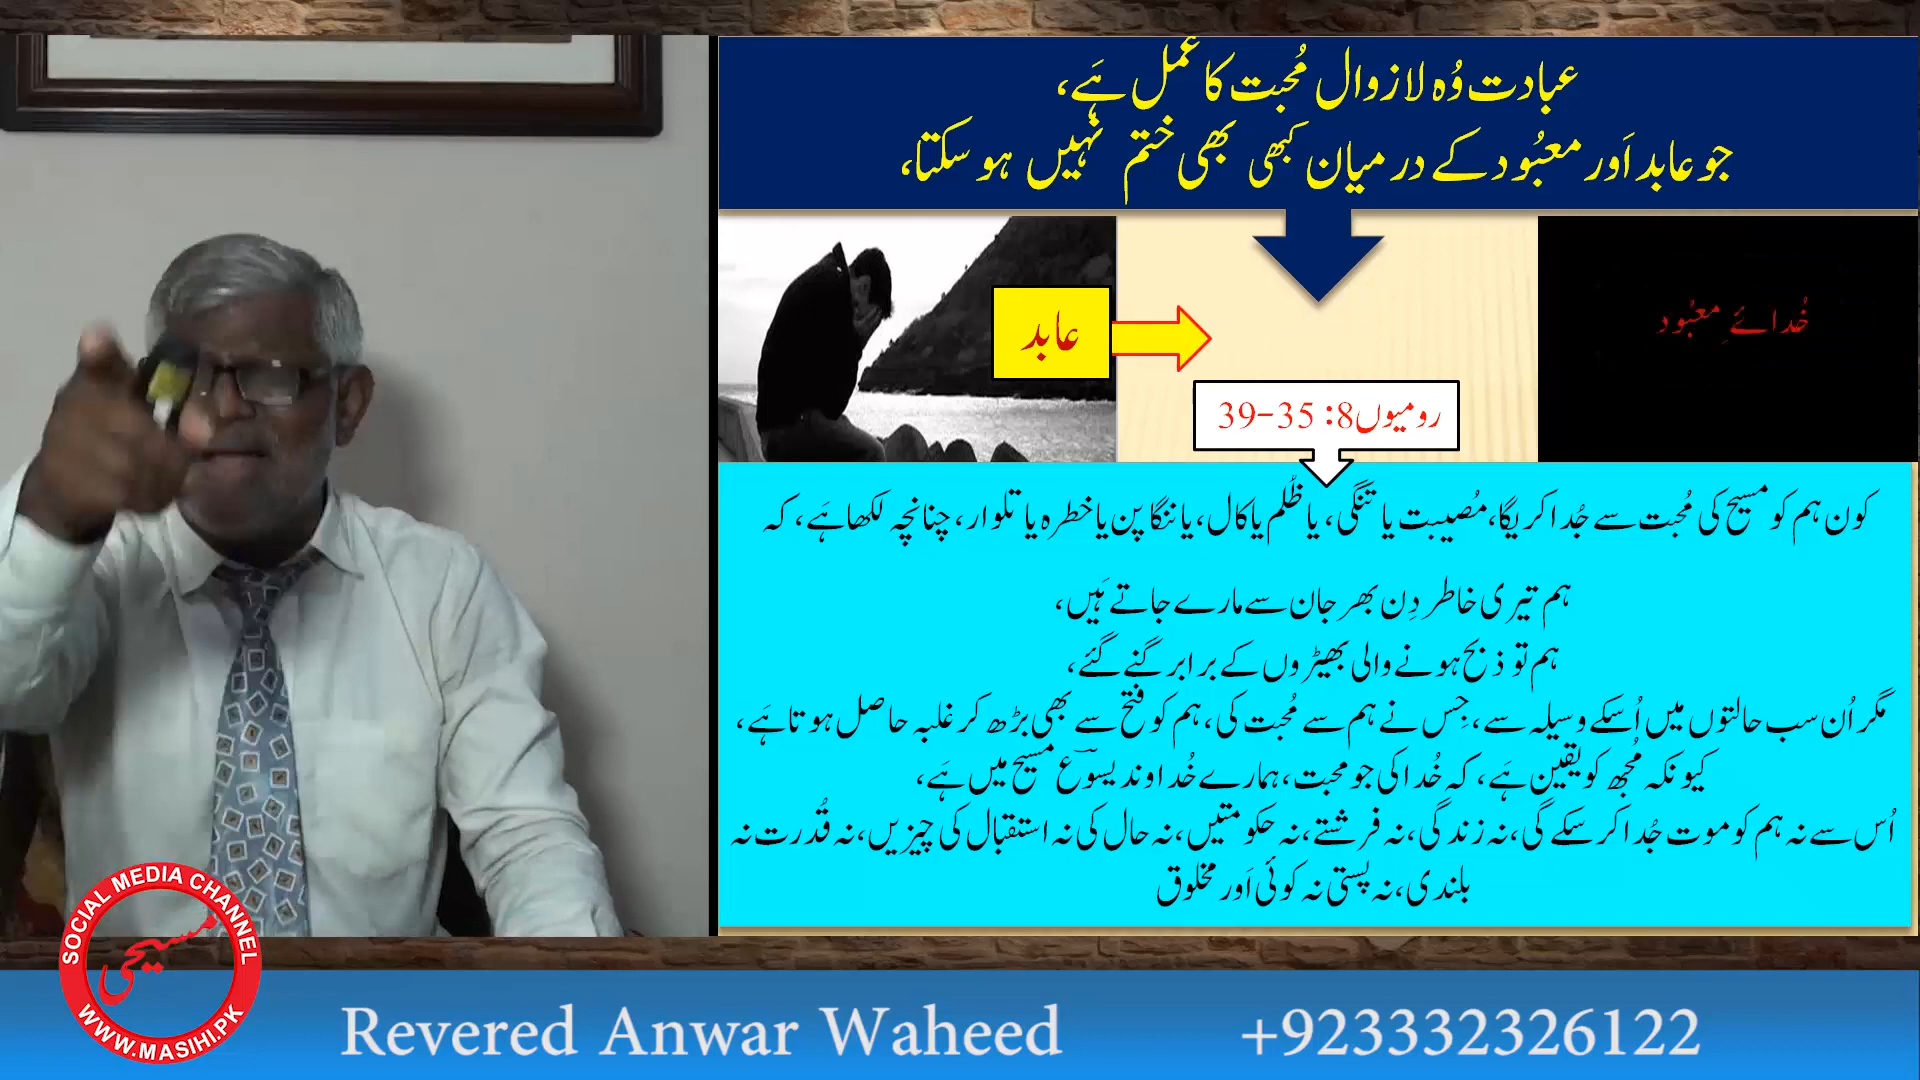 عبادت وُہ لازوال مُحبت کا عمل ہَے،
جو عابد اَور معبُود کے درمیان کبھی بھی ختم نہیں ہو سکتا،
عابد
خُدائےِ معبُود
رومیوں8: 35-39
کون ہم کو مسیح کی مُحبت سے جُدا کریگا،مُصیبت یا تنگی، یا ظُلم یا کال، یا ننگا پن یا خطرہ یا تلوار، چنانچہ لکھا ہَے، کہ
ہم تیری خاطر دِن بھر جان سے مارے جاتے ہَیں،
ہم تو ذبح ہونے والی بھیڑوں کے برابر گنے گئے،
مگر اُن سب حالتوں میں اُسکے وسیلہ سے، جِس نے ہم سے مُحبت کی، ہم کو فتح سے بھی بڑھ کر غلبہ حاصل ہوتا ہَے،
کیونکہ مُجھ کو یقین ہَے، کہ خُدا کی جو محبت، ہمارے خُداوند یسوؔع مسیح میں ہَے،
اُس سے نہ ہم کو موت جُدا کر سکے گی، نہ زندگی، نہ فرشتے، نہ حکومتیں، نہ حال کی نہ استقبال کی چیزیں، نہ قُدرت نہ
بلندی، نہ پستی نہ کوئی اَور مخلوق
SOCIAL MEDIA CHANNEL
مسیحی
WWW.MASIHI.PK
Revered Anwar Waheed
+923332326122